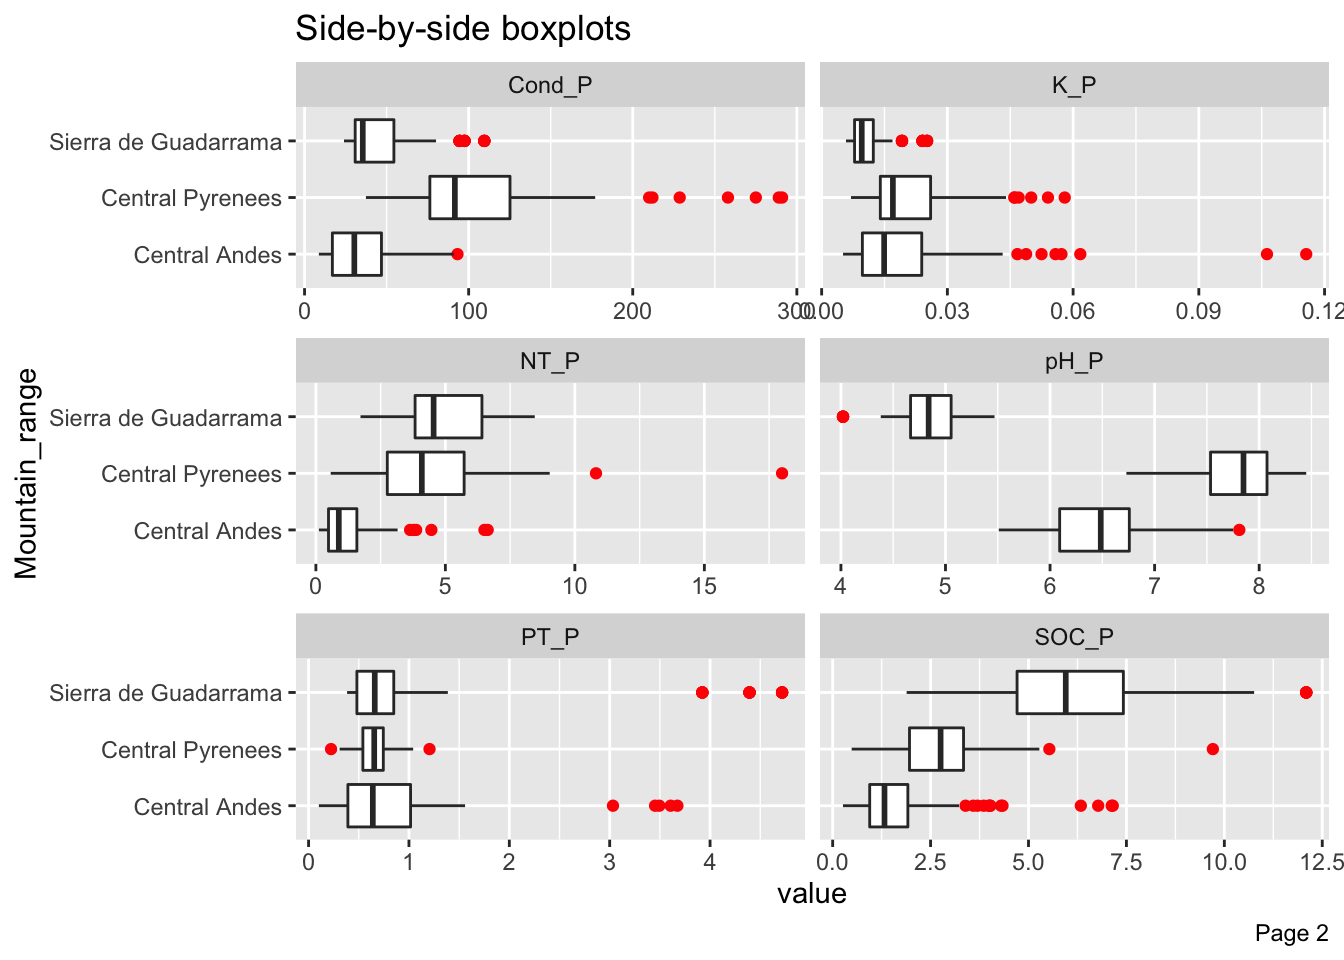 Side-by-side boxplots
Cond_P K_P
Sierra de Guadarrama
Central Pyrenees
Central Andes
0 100 200 300 0.00 0.03 0.06 0.09 0.12
NT_P pH_P
Mountain_range
Sierra de Guadarrama
Central Pyrenees
Central Andes
0 5 10 15 4 5 6 7 8
PT_P SOC_P
Sierra de Guadarrama
Central Pyrenees
Central Andes
0 1 2 3 4 0.0 2.5 5.0 7.5 10.0 12.5
value
Page 2